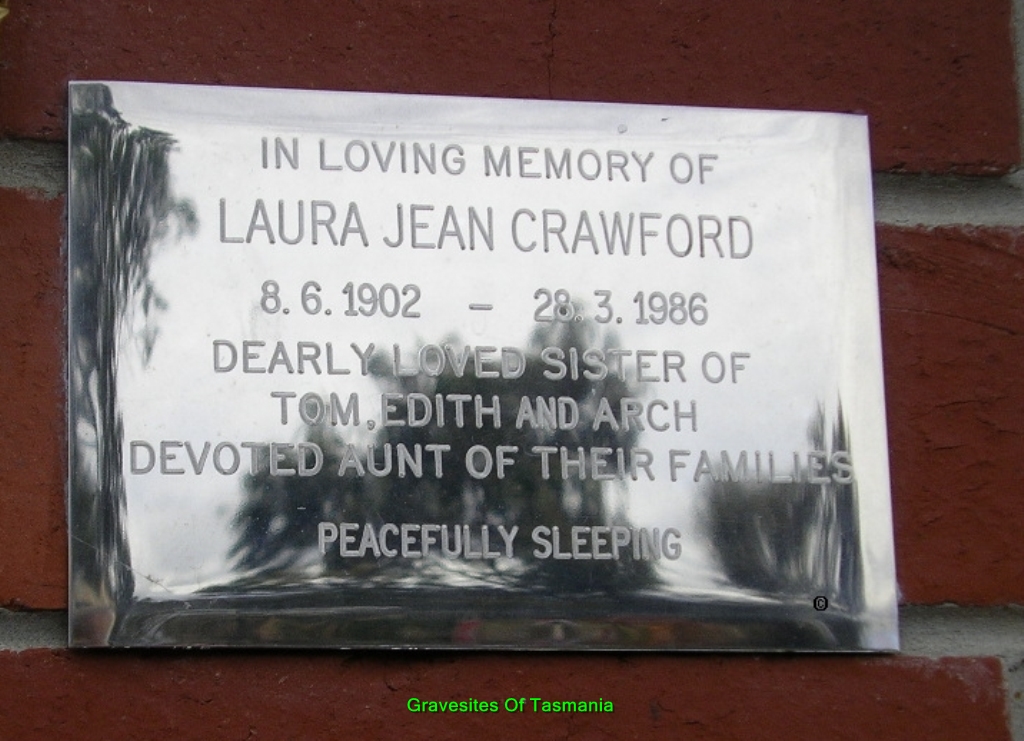 IN LOVING MEMORY OF
LAURA JEAN CRAWFORD
8.6.1902 – 28.3.1986
DEARLY LOVED SISTER OF
TOM, EDITH AND ARCH
DEVOTED AUNT OF THEIR FAMILIES
PEACEFULLY SLEEPING
©
Gravesites Of Tasmania